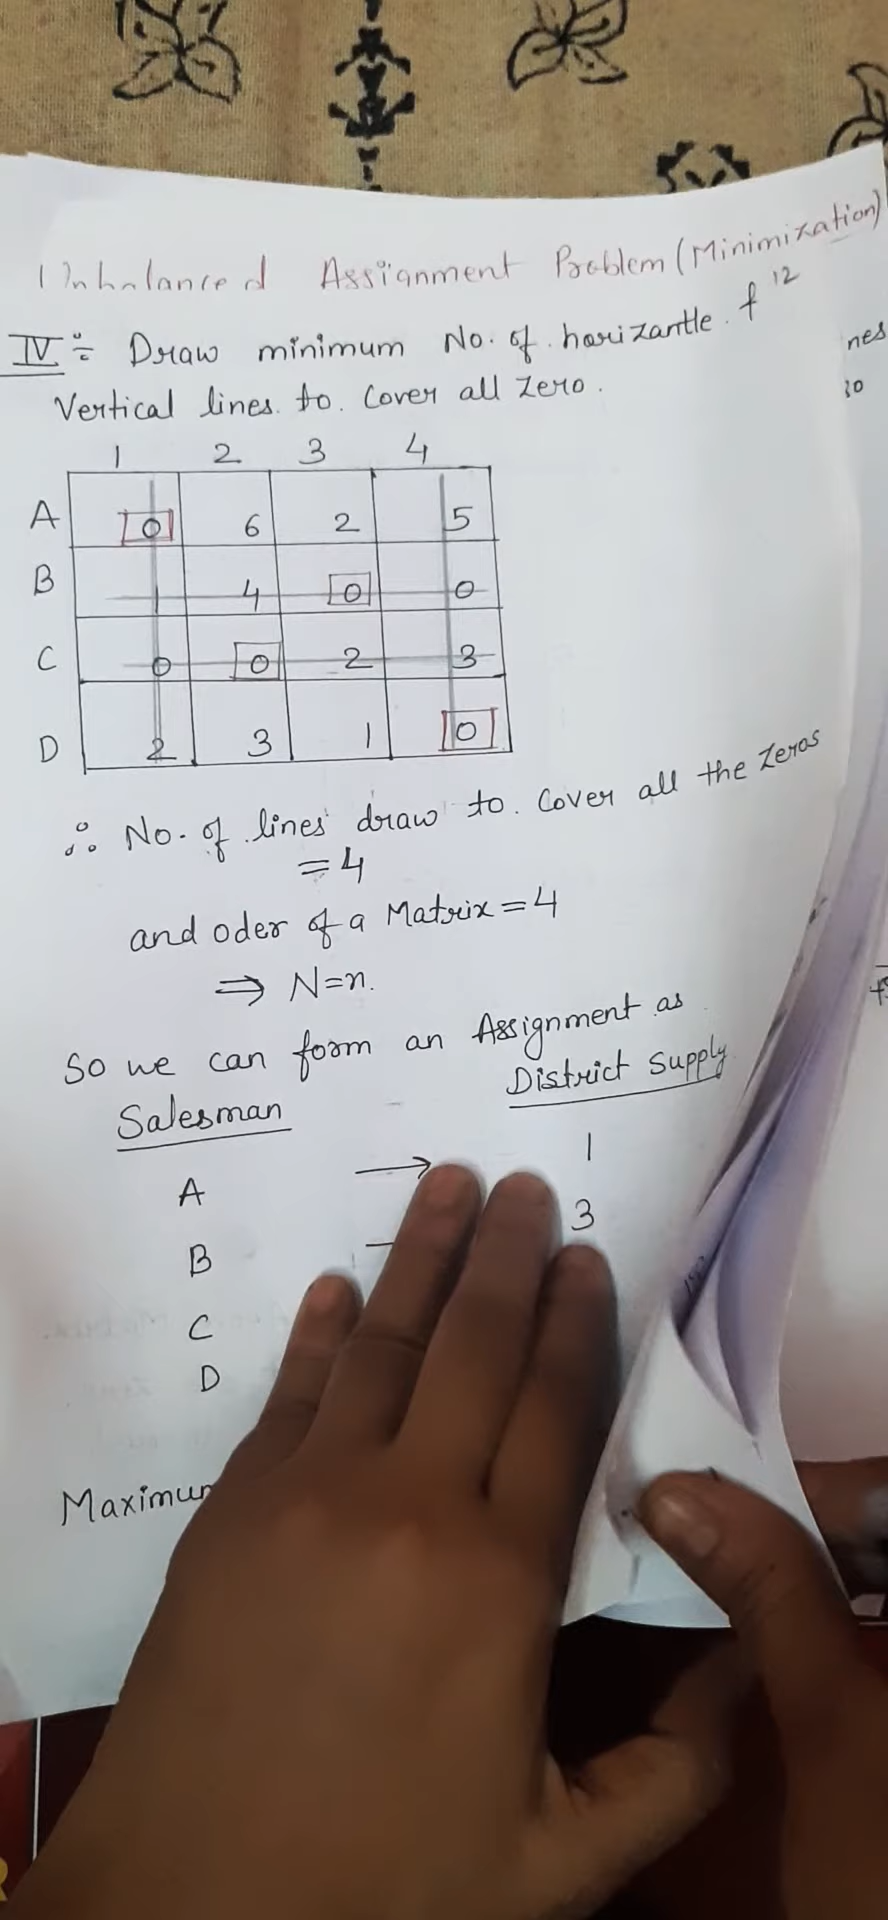 Unbalanced Assignment Problem (Minimization)
12
IV÷ Draw minimum No. of. horizantle. f
Vertical lines. to. Cover all Zero.
nes
1 2 3 4
A 0 6 2 5
B 1 4 0 0
C 0 0 2 3
D 2 3 1 0
∴ No. of lines draw to. Cover all the Zeros
= 4
and oder of a Matrix = 4
⇒ N=n.
So we can form an Assignment as
Salesman District Supply
A → 1
B 3
C
D
Maximum